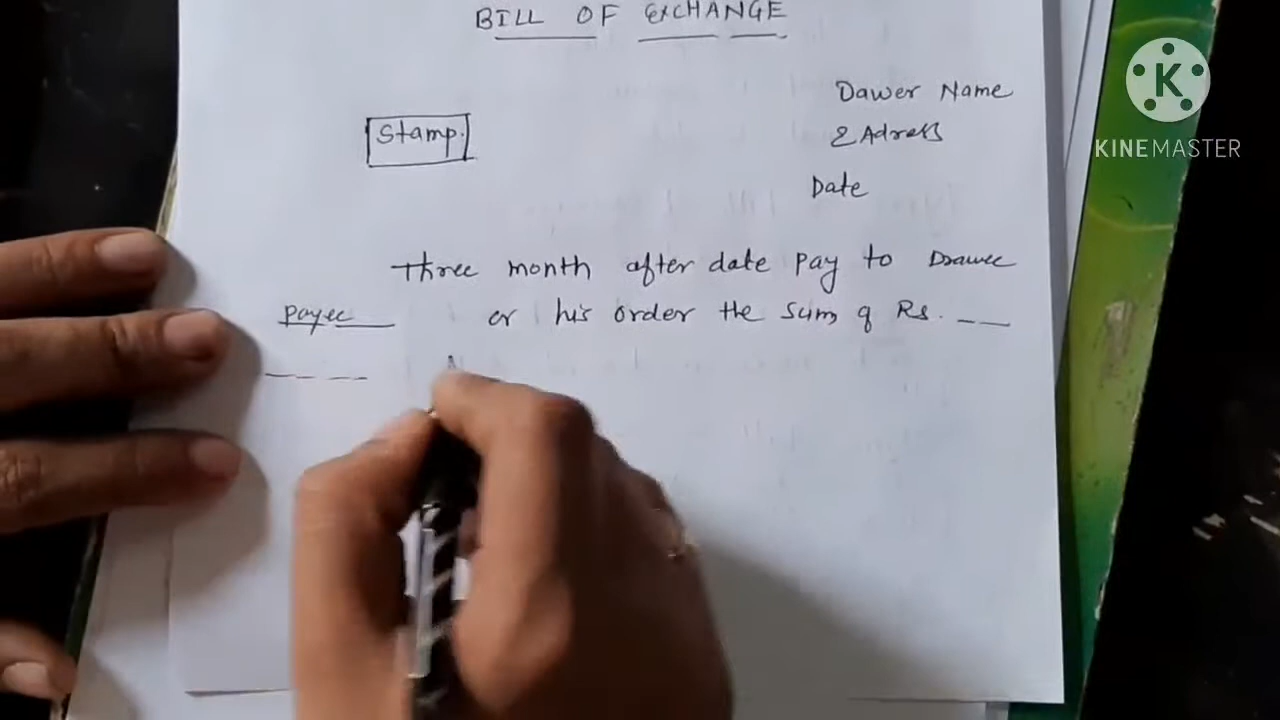 BILL OF EXCHANGE
Dawer Name
& Adress
Stamp.
Date
Three month after date pay to Drawee
Payee or his order the sum of Rs. __
K
KINEMASTER